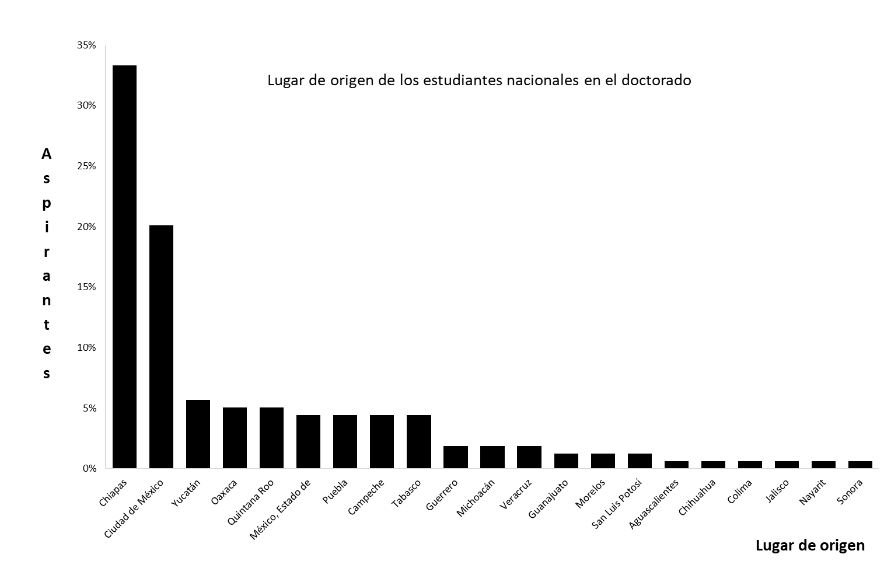 Lugar de origen de los estudiantes nacionales en el doctorado
Aspirantes
35%
30%
25%
20%
15%
10%
5%
0%
Chiapas
Ciudad de México
Yucatán
Oaxaca
Quintana Roo
México, Estado de
Puebla
Campeche
Tabasco
Guerrero
Michoacán
Veracruz
Guanajuato
Morelos
San Luis Potosí
Aguascalientes
Chihuahua
Colima
Jalisco
Nayarit
Sonora
Lugar de origen